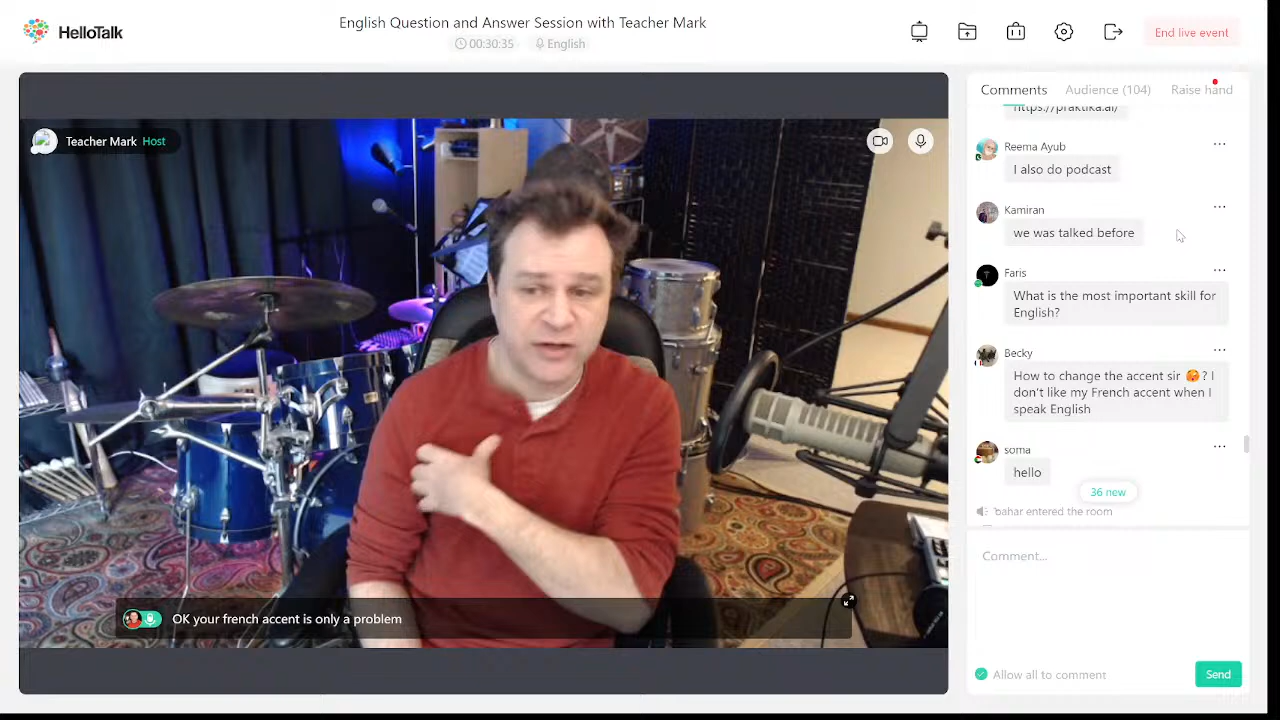 HelloTalk
English Question and Answer Session with Teacher Mark
00:30:35 English
End live event
Teacher Mark Host
OK your french accent is only a problem
Comments Audience (104) Raise hand
https://praktika.ai/
Reema Ayub
I also do podcast
Kamiran
we was talked before
Faris
What is the most important skill for
English?
Becky
How to change the accent sir 🫣? I
don't like my French accent when I
speak English
soma
hello
36 new
bahar entered the room
Comment...
Allow all to comment
Send